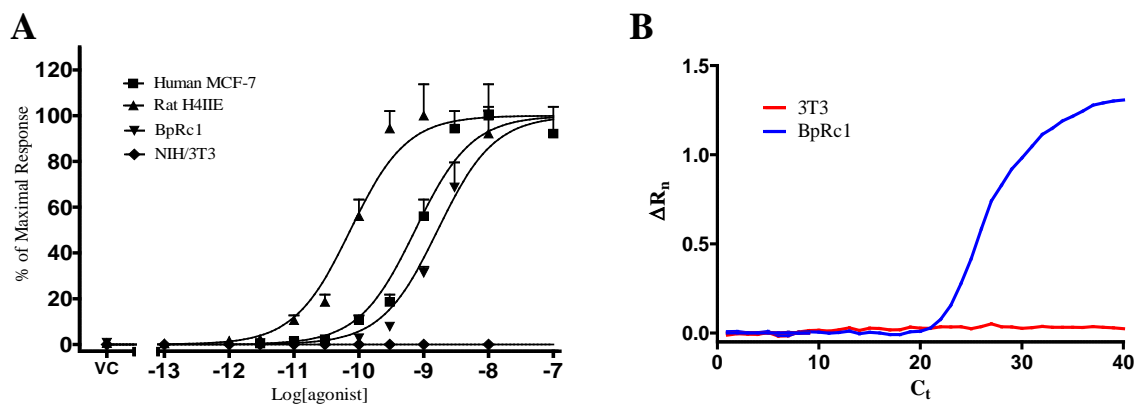 A
% of Maximal Response
120
100
80
60
40
20
0
Human MCF-7
Rat H4IIE
BpRc1
NIH/3T3
VC
-13
-12
-11
-10
-9
-8
-7
Log[agonist]
B
ΔRn
1.5
1.0
0.5
0.0
3T3
BpRc1
0
10
20
30
40
Ct